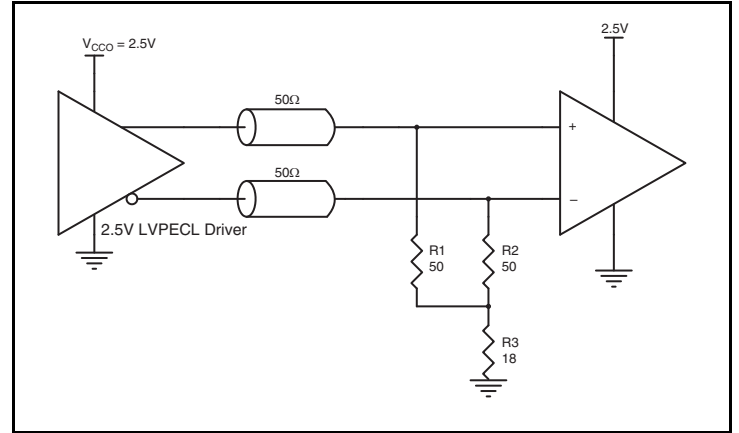 V_CCO = 2.5V
2.5V
50Ω
+
50Ω
−
2.5V LVPECL Driver
R1
50
R2
50
R3
18